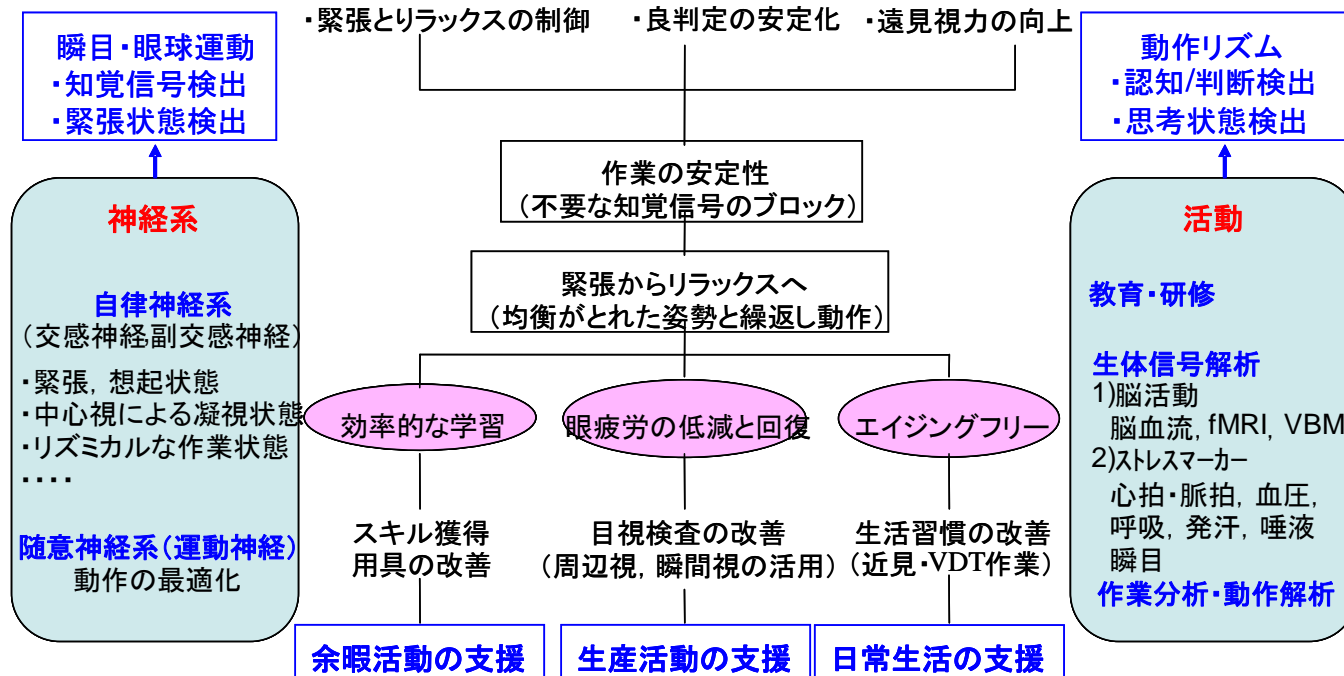 ・緊張とリラックスの制御
・良判定の安定化
・遠見視力の向上
瞬目・眼球運動
・知覚信号検出
・緊張状態検出
動作リズム
・認知/判断検出
・思考状態検出
作業の安定性
(不要な知覚信号のブロック)
緊張からリラックスへ
(均衡がとれた姿勢と繰返し動作)
神経系
自律神経系
(交感神経副交感神経)
・緊張, 想起状態
・中心視による凝視状態
・リズミカルな作業状態
・・・・
随意神経系(運動神経)
動作の最適化
効率的な学習
眼疲労の低減と回復
エイジングフリー
スキル獲得
用具の改善
目視検査の改善
(周辺視, 瞬間視の活用)
生活習慣の改善
(近見・VDT作業)
余暇活動の支援
生産活動の支援
日常生活の支援
活動
教育・研修
生体信号解析
1)脳活動
脳血流, fMRI, VBM
2)ストレスマーカー
心拍・脈拍, 血圧,
呼吸, 発汗, 唾液
瞬目
作業分析・動作解析